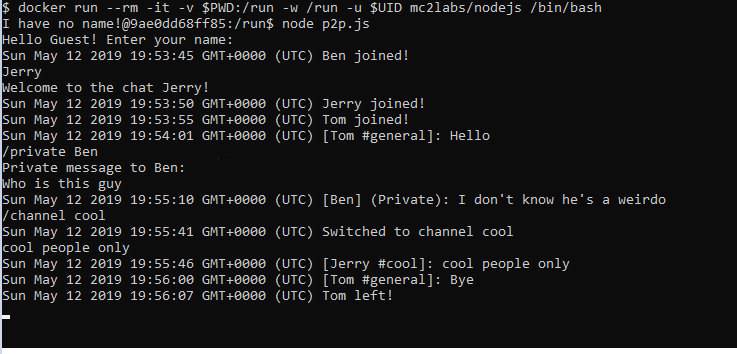 $ docker run --rm -it -v $PWD:/run -w /run -u $UID mc2labs/nodejs /bin/bash
I have no name!@9ae0dd68ff85:/run$ node p2p.js
Hello Guest! Enter your name:
Sun May 12 2019 19:53:45 GMT+0000 (UTC) Ben joined!
Jerry
Welcome to the chat Jerry!
Sun May 12 2019 19:53:50 GMT+0000 (UTC) Jerry joined!
Sun May 12 2019 19:53:55 GMT+0000 (UTC) Tom joined!
Sun May 12 2019 19:54:01 GMT+0000 (UTC) [Tom #general]: Hello
/private Ben
Private message to Ben:
Who is this guy
Sun May 12 2019 19:55:10 GMT+0000 (UTC) [Ben] (Private): I don't know he's a weirdo
/channel cool
Sun May 12 2019 19:55:41 GMT+0000 (UTC) Switched to channel cool
cool people only
Sun May 12 2019 19:55:46 GMT+0000 (UTC) [Jerry #cool]: cool people only
Sun May 12 2019 19:56:00 GMT+0000 (UTC) [Tom #general]: Bye
Sun May 12 2019 19:56:07 GMT+0000 (UTC) Tom left!